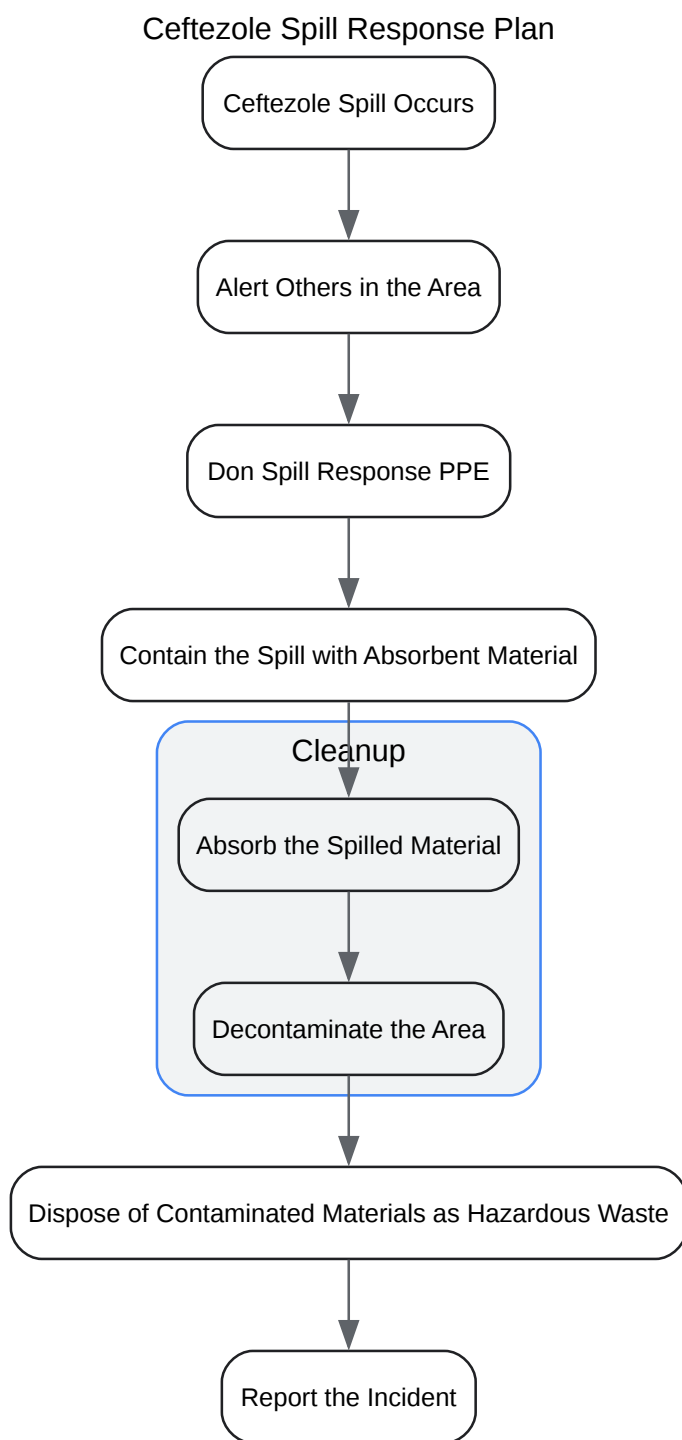 Ceftezole Spill Response Plan
Ceftezole Spill Occurs
Alert Others in the Area
Don Spill Response PPE
Contain the Spill with Absorbent Material
Cleanup
Absorb the Spilled Material
Decontaminate the Area
Dispose of Contaminated Materials as Hazardous Waste
Report the Incident